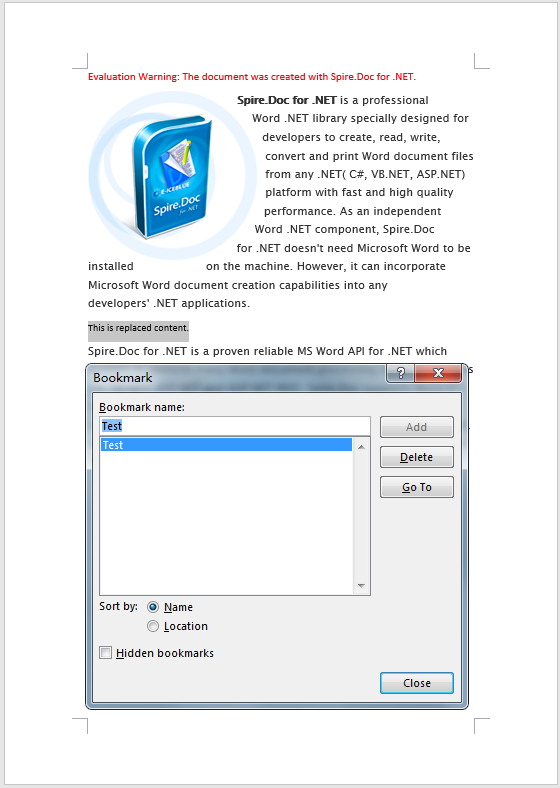 Evaluation Warning: The document was created with Spire.Doc for .NET.
Spire.Doc for .NET is a professional
Word .NET library specially designed for
developers to create, read, write,
convert and print Word document files
from any .NET( C#, VB.NET, ASP.NET)
platform with fast and high quality
performance. As an independent
Word .NET component, Spire.Doc
for .NET doesn't need Microsoft Word to be
installed on the machine. However, it can incorporate
Microsoft Word document creation capabilities into any
developers' .NET applications.
E-ICEBLUE
Spire.Doc
for .NET
This is replaced content.
Spire.Doc for .NET is a proven reliable MS Word API for .NET which
Bookmark
?
Bookmark name:
Test
Add
Test
Delete
Go To
Sort by: Name
Location
Hidden bookmarks
Close